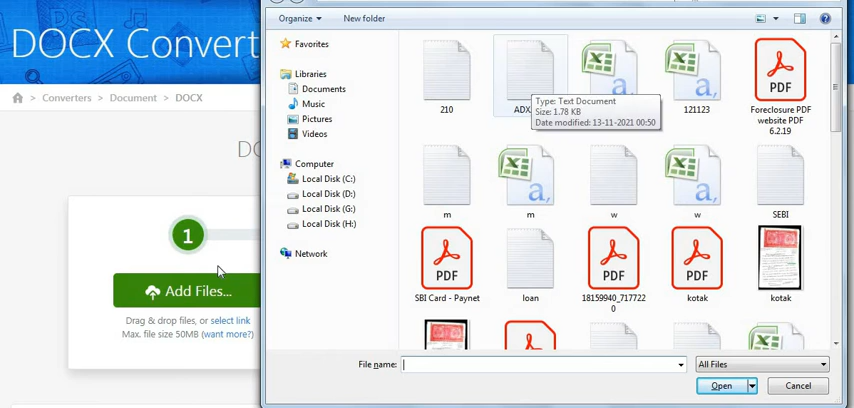 DOCX Convert
Converters > Document > DOCX
1
Add Files...
Drag & drop files, or select link
Max. file size 50MB (want more?)
Organize
New folder
Favorites
Libraries
Documents
Music
Pictures
Videos
Computer
Local Disk (C:)
Local Disk (D:)
Local Disk (G:)
Local Disk (H:)
Network
210
ADX
Type: Text Document
Size: 1.78 KB
Date modified: 13-11-2021 00:50
121123
PDF
Foreclosure PDF
website PDF
6.2.19
m
m
w
w
SEBI
PDF
PDF
PDF
SBI Card - Paynet
loan
18159940_717722
0
kotak
kotak
File name:
All Files
Open
Cancel